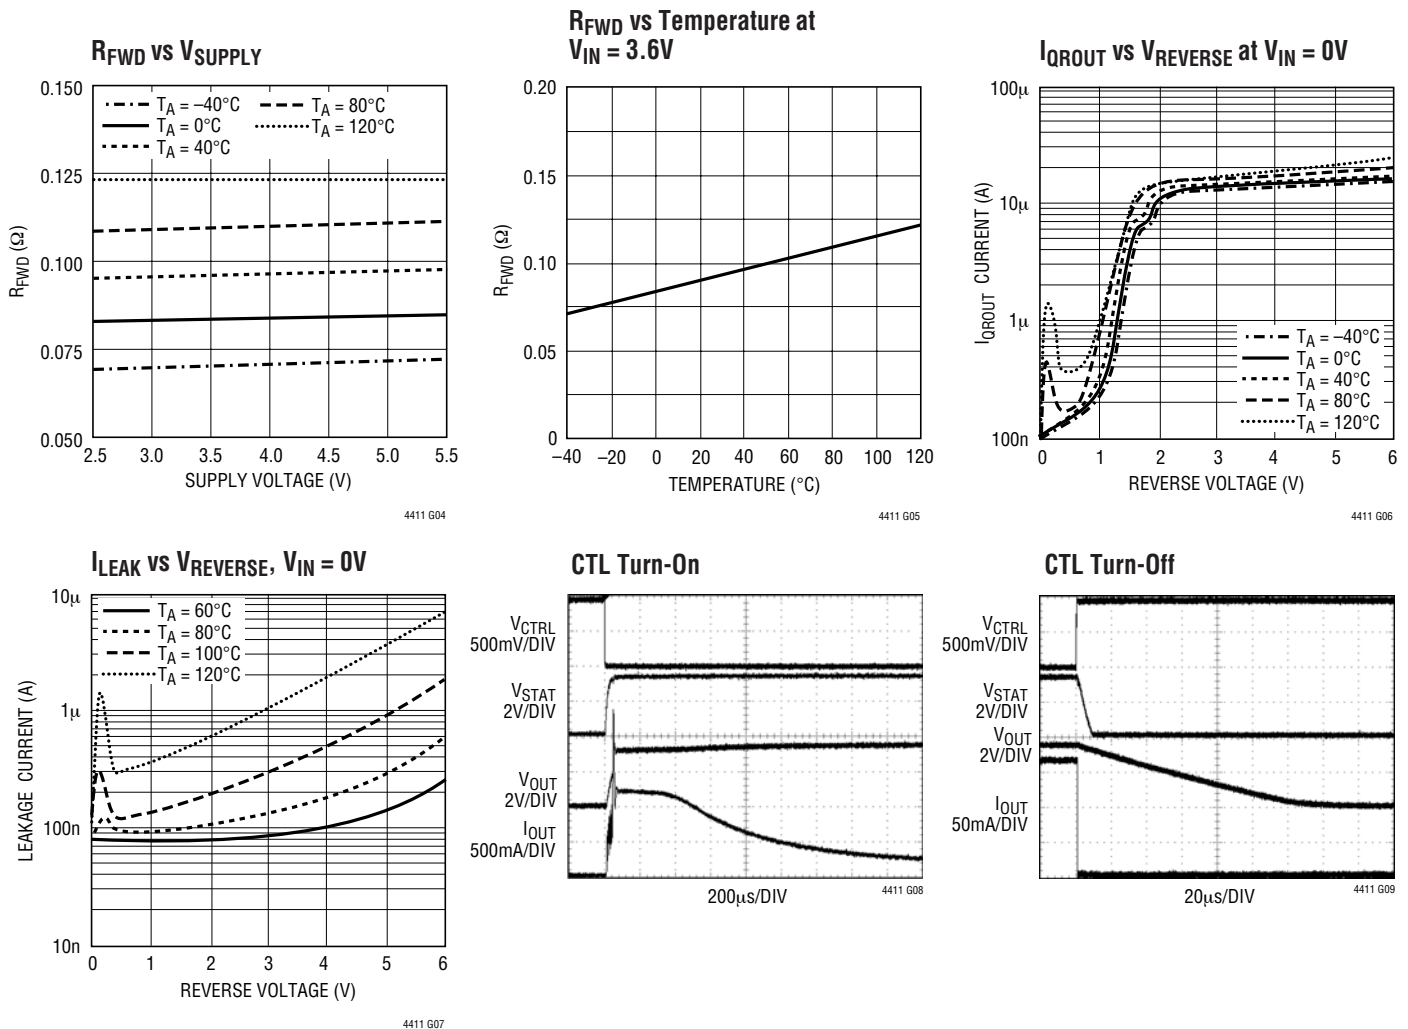 RFWD vs VSUPPLY
0.150
0.125
0.100
0.075
0.050
RFWD (Ω)
TA = –40°C
TA = 0°C
TA = 40°C
TA = 80°C
TA = 120°C
2.5 3.0 3.5 4.0 4.5 5.0 5.5
SUPPLY VOLTAGE (V)
4411 G04
RFWD vs Temperature at
VIN = 3.6V
0.20
0.15
0.10
0.05
0
RFWD (Ω)
–40 –20 0 20 40 60 80 100 120
TEMPERATURE (°C)
4411 G05
IQROUT vs VREVERSE at VIN = 0V
100µ
10µ
1µ
100n
IQROUT CURRENT (A)
TA = –40°C
TA = 0°C
TA = 40°C
TA = 80°C
TA = 120°C
0 1 2 3 4 5 6
REVERSE VOLTAGE (V)
4411 G06
ILEAK vs VREVERSE, VIN = 0V
10µ
1µ
100n
10n
LEAKAGE CURRENT (A)
TA = 60°C
TA = 80°C
TA = 100°C
TA = 120°C
0 1 2 3 4 5 6
REVERSE VOLTAGE (V)
4411 G07
CTL Turn-On
VCTRL
500mV/DIV
VSTAT
2V/DIV
VOUT
2V/DIV
IOUT
500mA/DIV
200µs/DIV
4411 G08
CTL Turn-Off
VCTRL
500mV/DIV
VSTAT
2V/DIV
VOUT
2V/DIV
IOUT
50mA/DIV
20µs/DIV
4411 G09